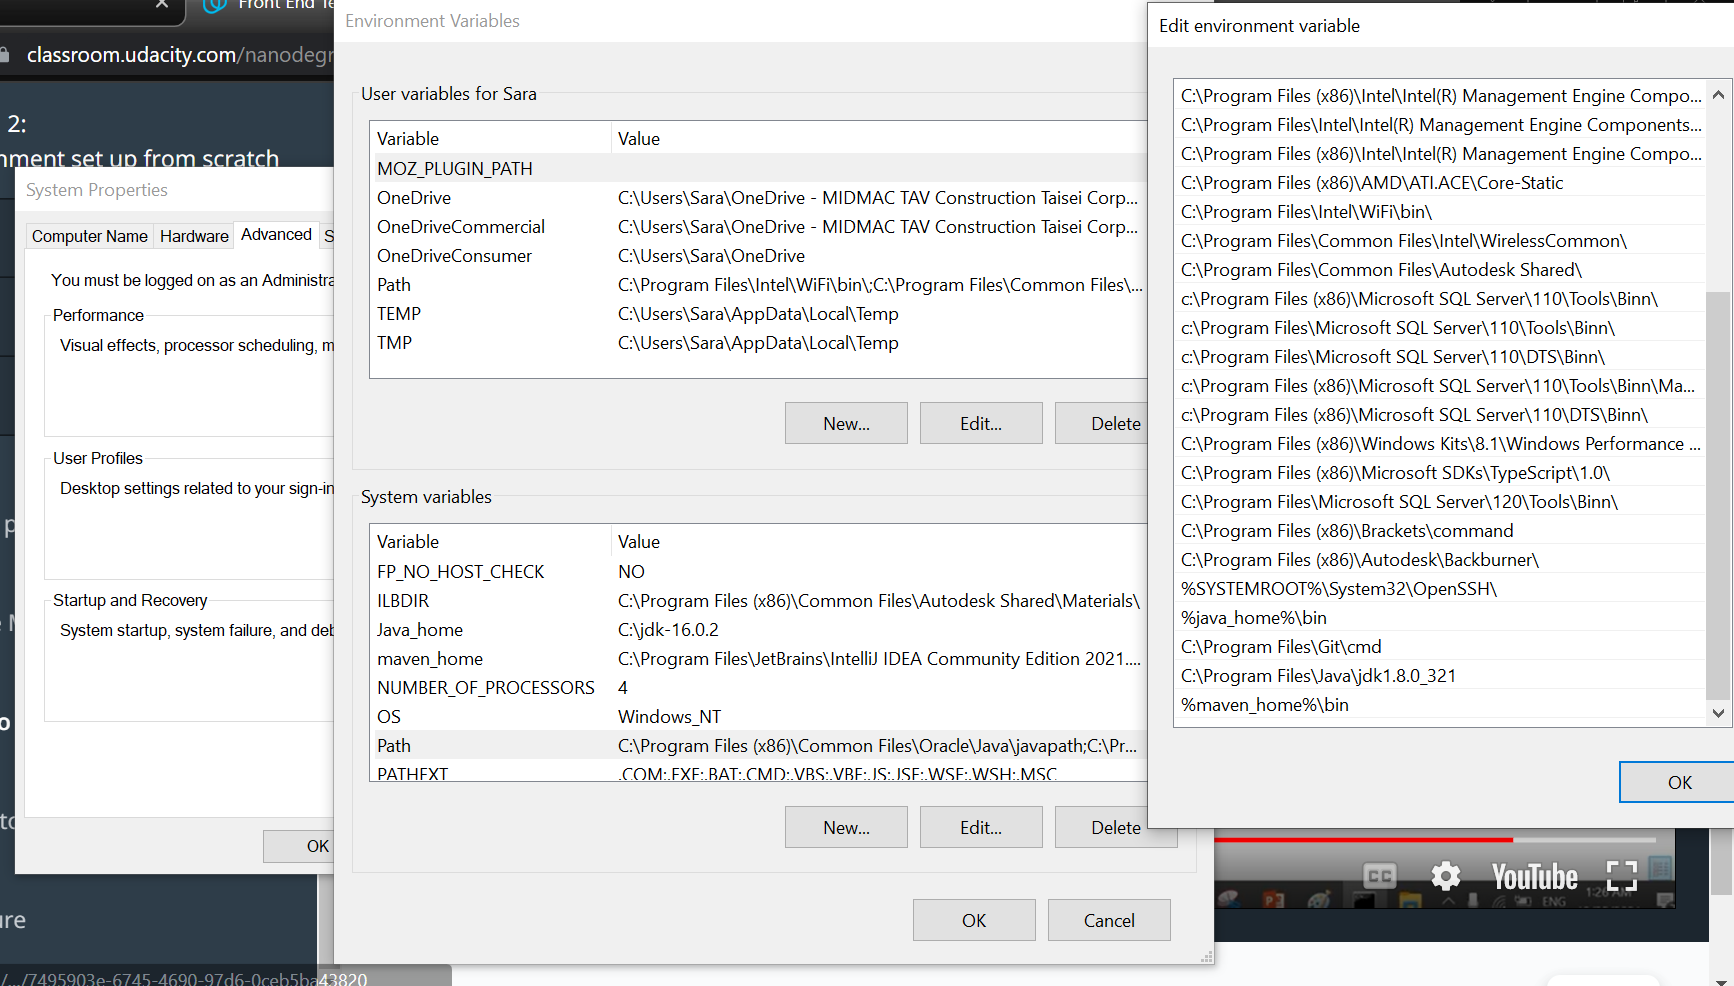 Front End Te
classroom.udacity.com/nanodegr
2:
nment set up from scratch
System Properties
Computer Name
Hardware
Advanced
S
You must be logged on as an Administra
Performance
Visual effects, processor scheduling, m
User Profiles
Desktop settings related to your sign-in
Startup and Recovery
System startup, system failure, and deb
OK
p
e M
o
to
ure
/.../7495903e-6745-4690-97d6-0ceb5ba43820
Environment Variables
User variables for Sara
Variable Value
MOZ_PLUGIN_PATH
OneDrive C:\Users\Sara\OneDrive - MIDMAC TAV Construction Taisei Corp...
OneDriveCommercial C:\Users\Sara\OneDrive - MIDMAC TAV Construction Taisei Corp...
OneDriveConsumer C:\Users\Sara\OneDrive
Path C:\Program Files\Intel\WiFi\bin\;C:\Program Files\Common Files\...
TEMP C:\Users\Sara\AppData\Local\Temp
TMP C:\Users\Sara\AppData\Local\Temp
New... Edit... Delete
System variables
Variable Value
FP_NO_HOST_CHECK NO
ILBDIR C:\Program Files (x86)\Common Files\Autodesk Shared\Materials\
Java_home C:\jdk-16.0.2
maven_home C:\Program Files\JetBrains\IntelliJ IDEA Community Edition 2021....
NUMBER_OF_PROCESSORS 4
OS Windows_NT
Path C:\Program Files (x86)\Common Files\Oracle\Java\javapath;C:\Pr...
PATHEXT .COM;.EXE;.BAT;.CMD;.VBS;.VBE;.JS;.JSE;.WSF;.WSH;.MSC
New... Edit... Delete
OK Cancel
Edit environment variable
C:\Program Files (x86)\Intel\Intel(R) Management Engine Compo...
C:\Program Files\Intel\Intel(R) Management Engine Components...
C:\Program Files (x86)\Intel\Intel(R) Management Engine Compo...
C:\Program Files (x86)\AMD\ATI.ACE\Core-Static
C:\Program Files\Intel\WiFi\bin\
C:\Program Files\Common Files\Intel\WirelessCommon\
C:\Program Files\Common Files\Autodesk Shared\
c:\Program Files (x86)\Microsoft SQL Server\110\Tools\Binn\
c:\Program Files\Microsoft SQL Server\110\Tools\Binn\
c:\Program Files\Microsoft SQL Server\110\DTS\Binn\
c:\Program Files (x86)\Microsoft SQL Server\110\Tools\Binn\Ma...
c:\Program Files (x86)\Microsoft SQL Server\110\DTS\Binn\
C:\Program Files (x86)\Windows Kits\8.1\Windows Performance ...
C:\Program Files (x86)\Microsoft SDKs\TypeScript\1.0\
C:\Program Files\Microsoft SQL Server\120\Tools\Binn\
C:\Program Files (x86)\Brackets\command
C:\Program Files (x86)\Autodesk\Backburner\
%SYSTEMROOT%\System32\OpenSSH\
%java_home%\bin
C:\Program Files\Git\cmd
C:\Program Files\Java\jdk1.8.0_321
%maven_home%\bin
OK
CC
YouTube
ENG
1:26 AM